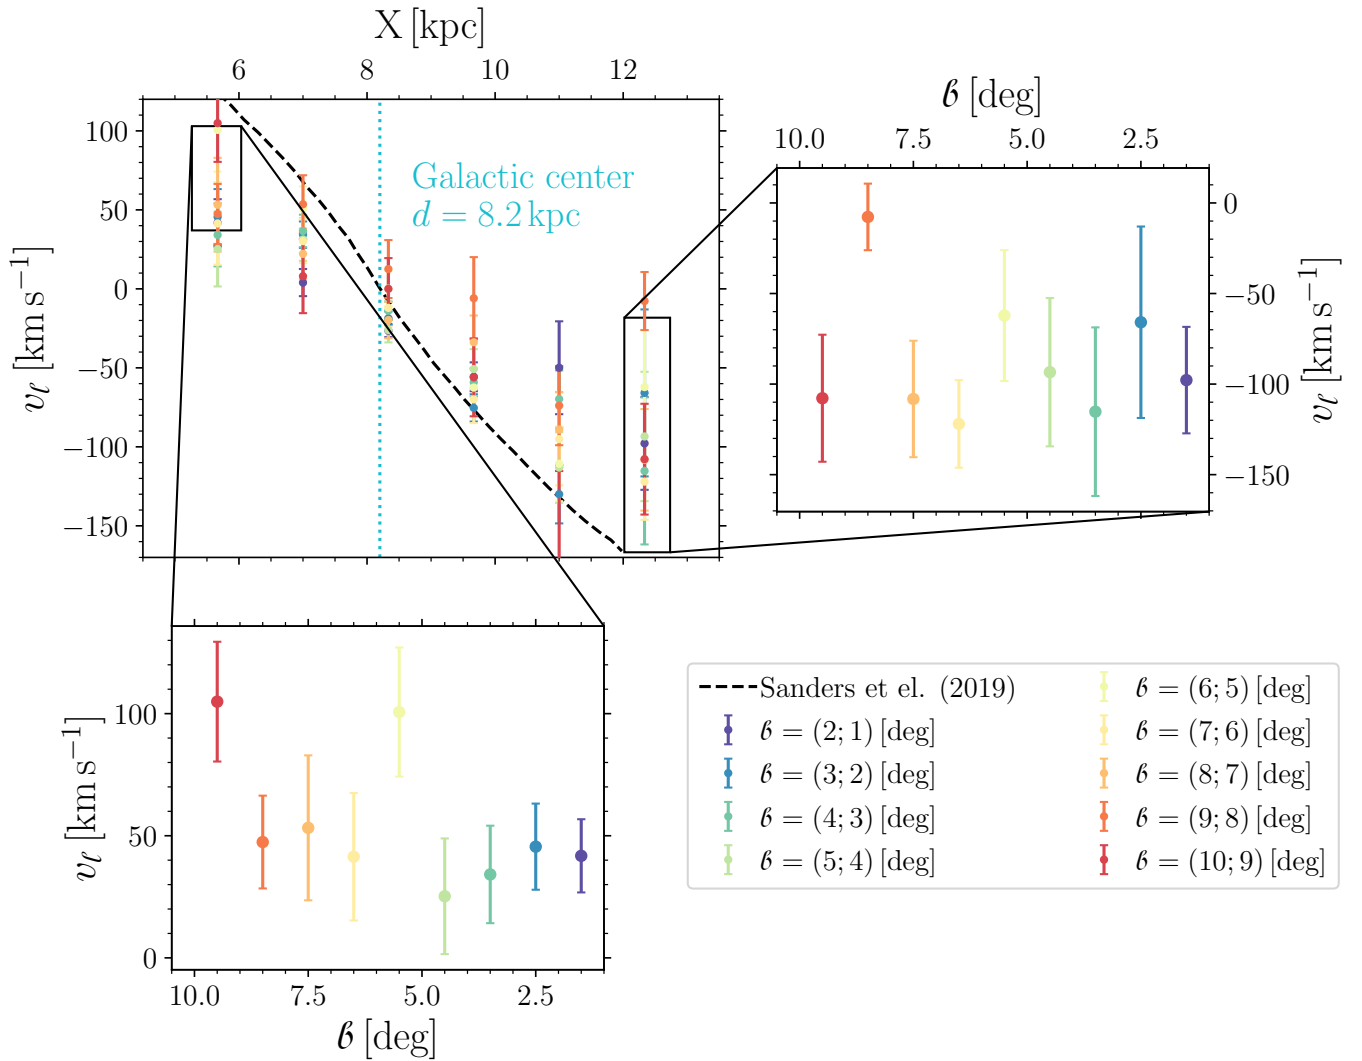 X [kpc]
6 8 10 12
100
50
0
−50
−100
−150
v_ℓ [km s⁻¹]
Galactic center
d = 8.2 kpc
𝒷 [deg]
10.0 7.5 5.0 2.5
0
−50
−100
−150
v_ℓ [km s⁻¹]
100
50
0
v_ℓ [km s⁻¹]
10.0 7.5 5.0 2.5
𝒷 [deg]
Sanders et el. (2019)
𝒷 = (2; 1) [deg]
𝒷 = (3; 2) [deg]
𝒷 = (4; 3) [deg]
𝒷 = (5; 4) [deg]
𝒷 = (6; 5) [deg]
𝒷 = (7; 6) [deg]
𝒷 = (8; 7) [deg]
𝒷 = (9; 8) [deg]
𝒷 = (10; 9) [deg]